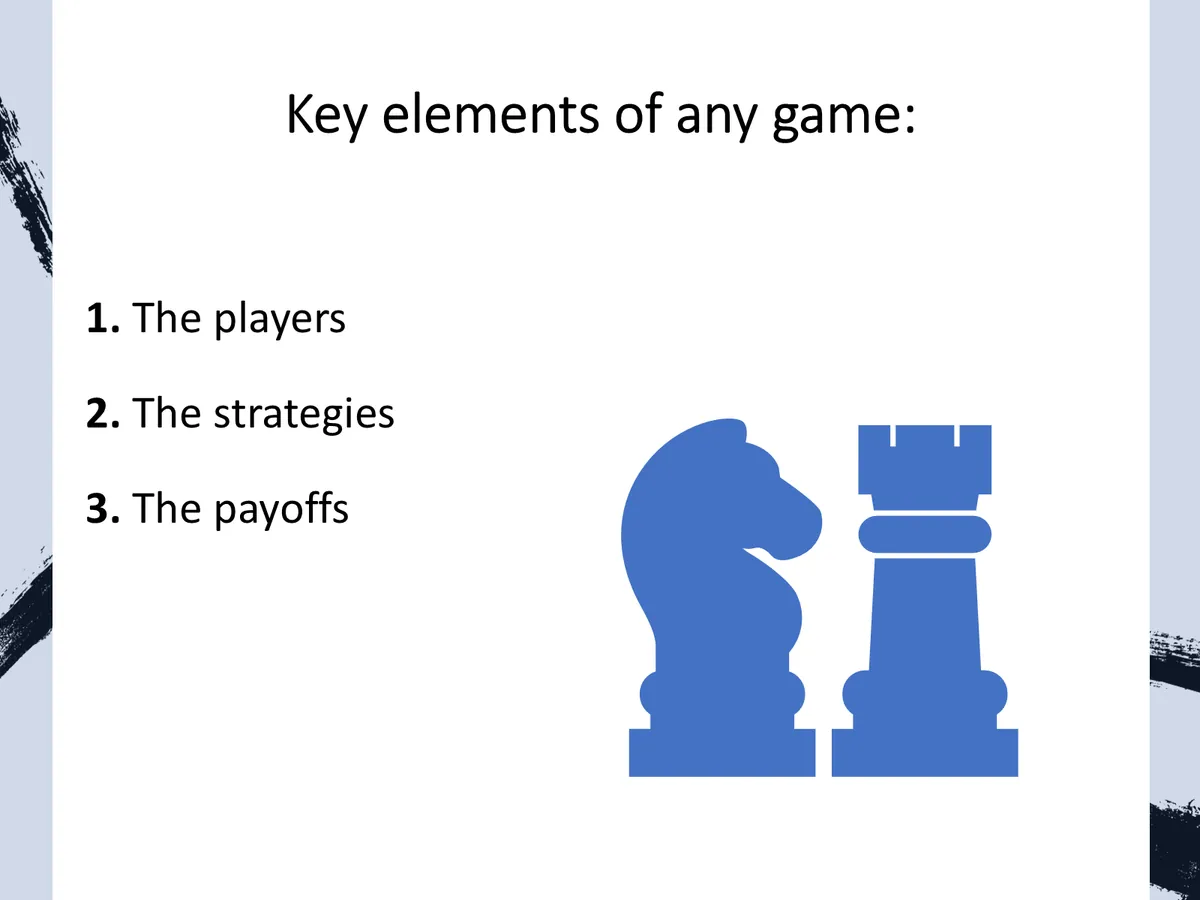 Key elements of any game:
1. The players
2. The strategies
3. The payoffs